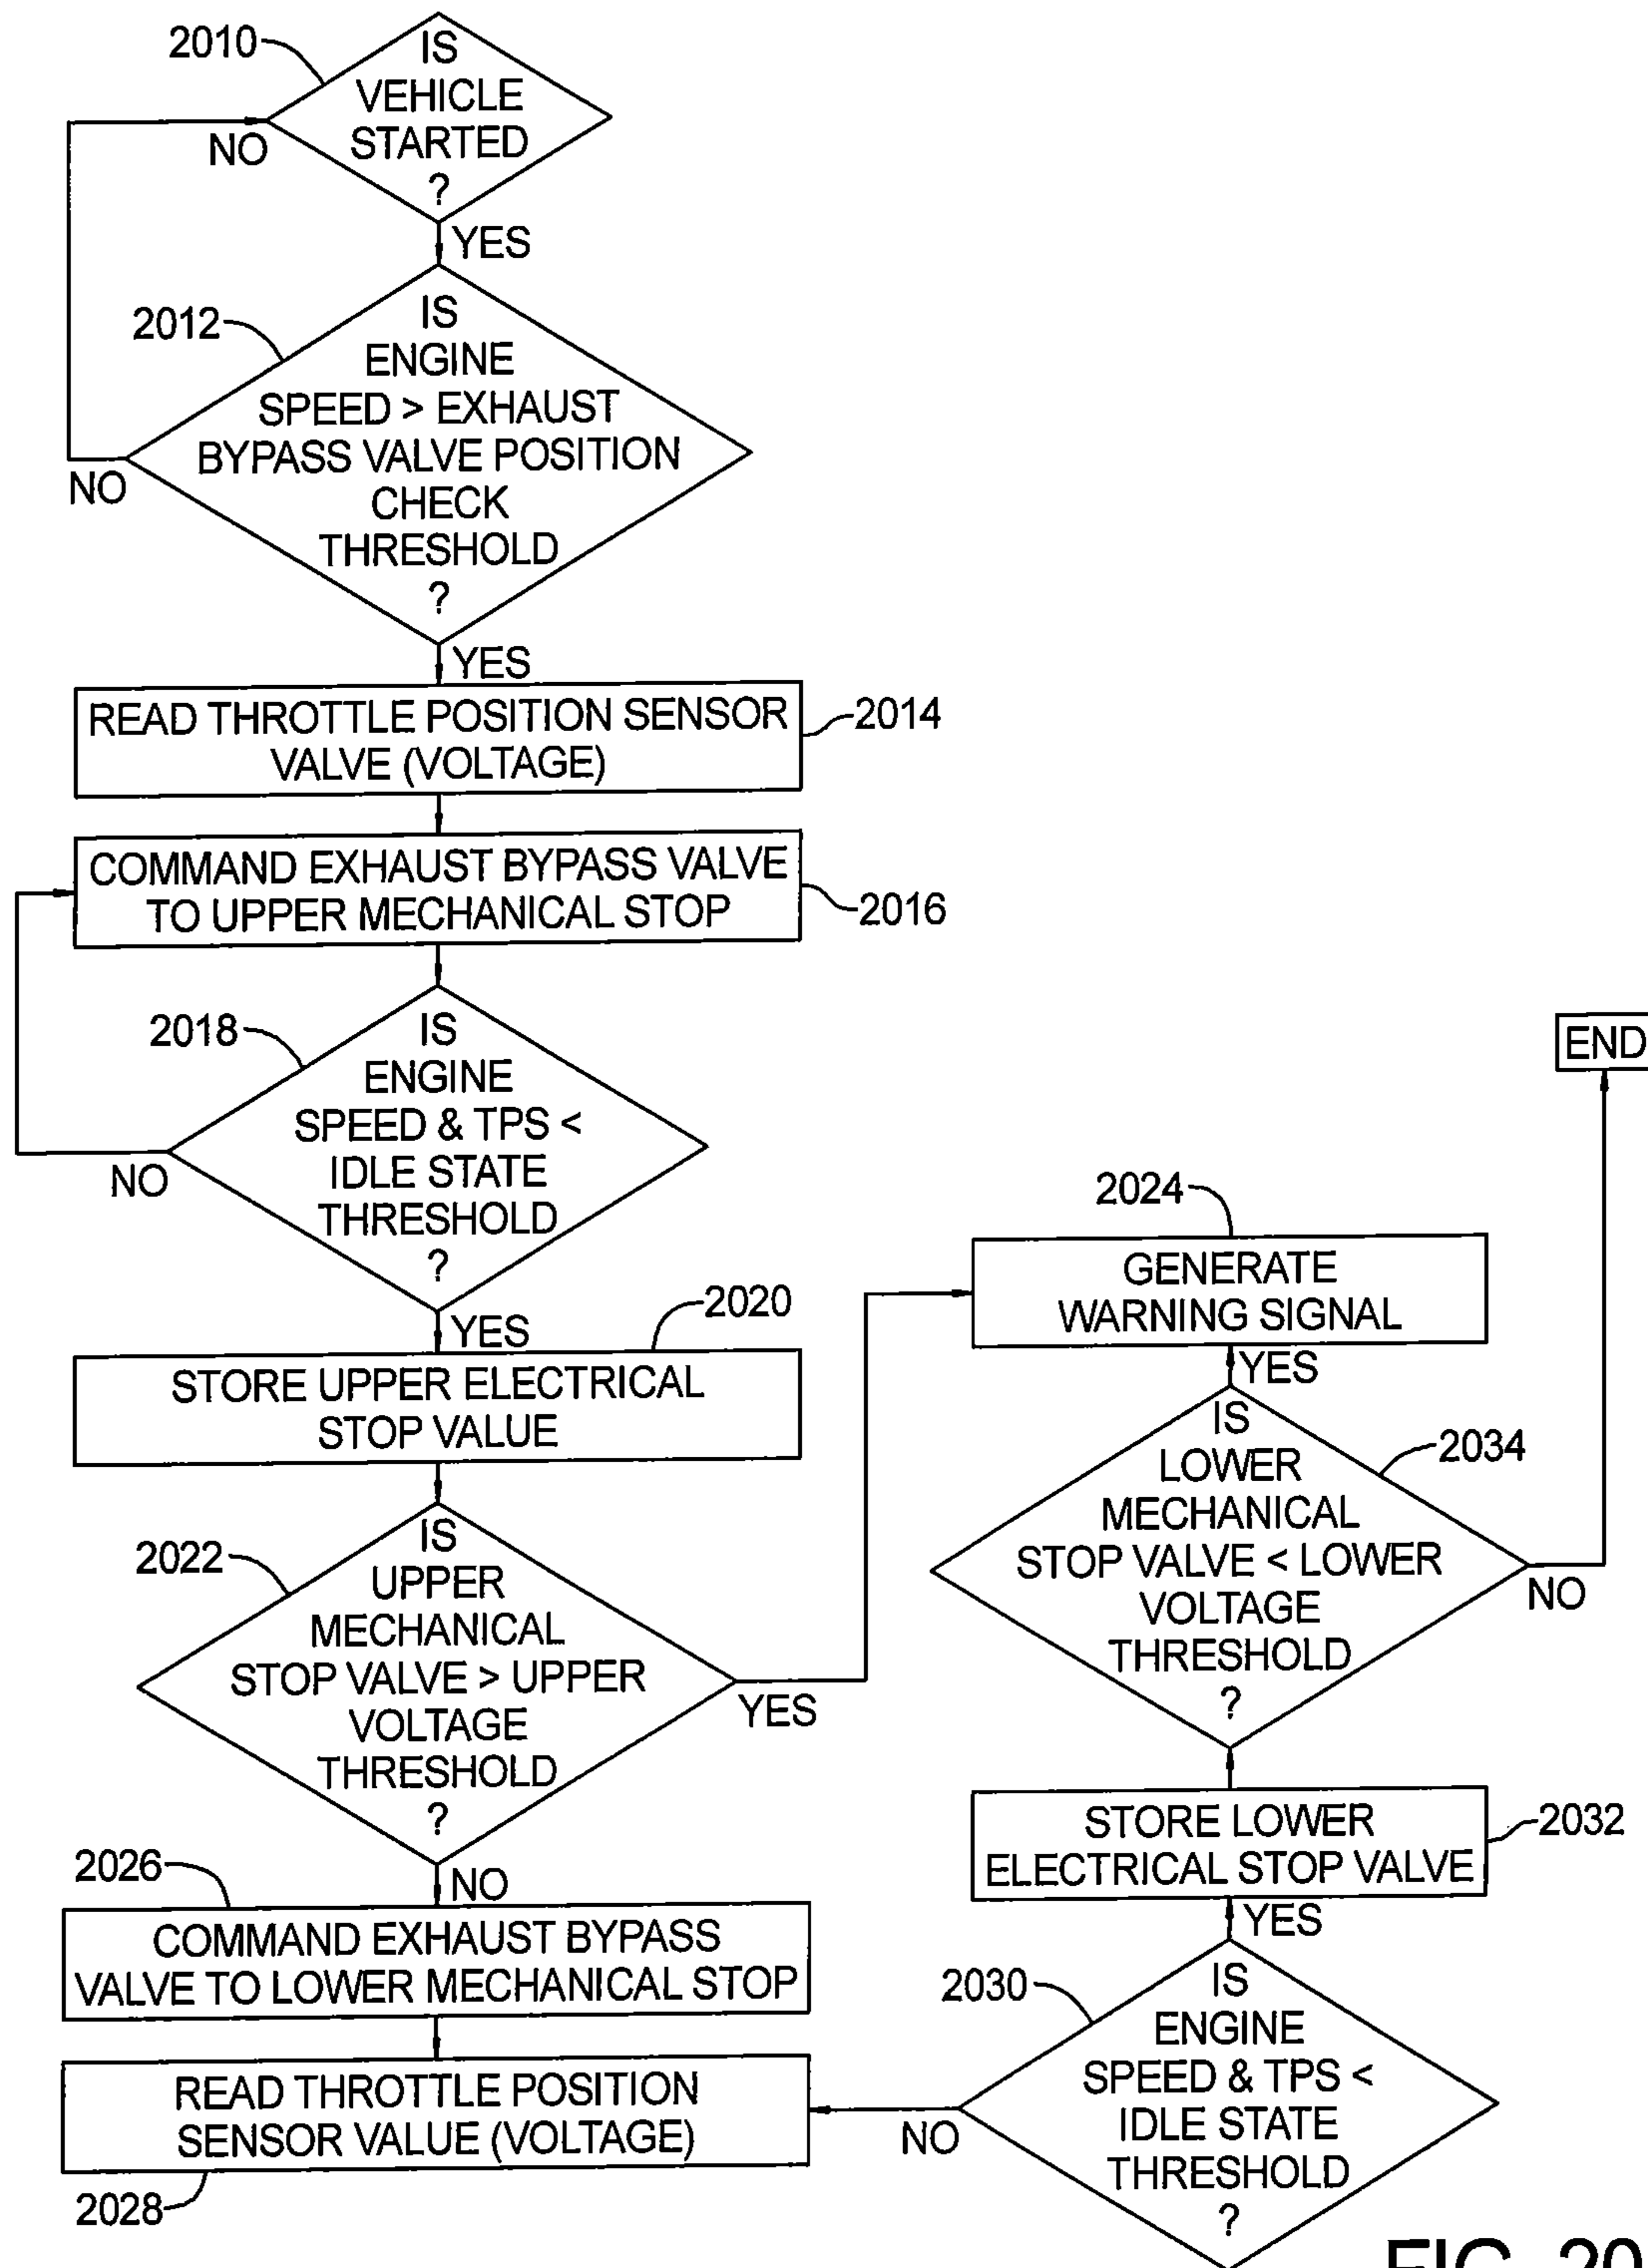 2010
IS
VEHICLE
STARTED
?
NO
YES
2012
IS
ENGINE
SPEED > EXHAUST
BYPASS VALVE POSITION
CHECK
THRESHOLD
?
NO
YES
READ THROTTLE POSITION SENSOR
VALVE (VOLTAGE)
2014
COMMAND EXHAUST BYPASS VALVE
TO UPPER MECHANICAL STOP
2016
2018
IS
ENGINE
SPEED & TPS <
IDLE STATE
THRESHOLD
?
NO
YES
2020
STORE UPPER ELECTRICAL
STOP VALUE
2022
IS
UPPER
MECHANICAL
STOP VALVE > UPPER
VOLTAGE
THRESHOLD
?
YES
NO
2026
COMMAND EXHAUST BYPASS
VALVE TO LOWER MECHANICAL STOP
READ THROTTLE POSITION
SENSOR VALUE (VOLTAGE)
2028
END
2024
GENERATE
WARNING SIGNAL
YES
IS
LOWER
MECHANICAL
STOP VALVE < LOWER
VOLTAGE
THRESHOLD
?
2034
NO
STORE LOWER
ELECTRICAL STOP VALVE
2032
YES
2030
IS
ENGINE
SPEED & TPS <
IDLE STATE
THRESHOLD
?
NO
FIG. 20